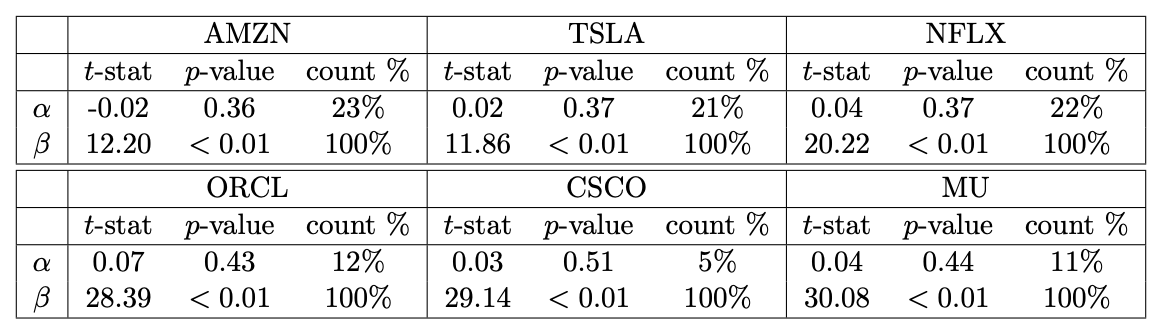 AMZN TSLA NFLX
t-stat p-value count % t-stat p-value count % t-stat p-value count %
α -0.02 0.36 23% 0.02 0.37 21% 0.04 0.37 22%
β 12.20 < 0.01 100% 11.86 < 0.01 100% 20.22 < 0.01 100%
ORCL CSCO MU
t-stat p-value count % t-stat p-value count % t-stat p-value count %
α 0.07 0.43 12% 0.03 0.51 5% 0.04 0.44 11%
β 28.39 < 0.01 100% 29.14 < 0.01 100% 30.08 < 0.01 100%